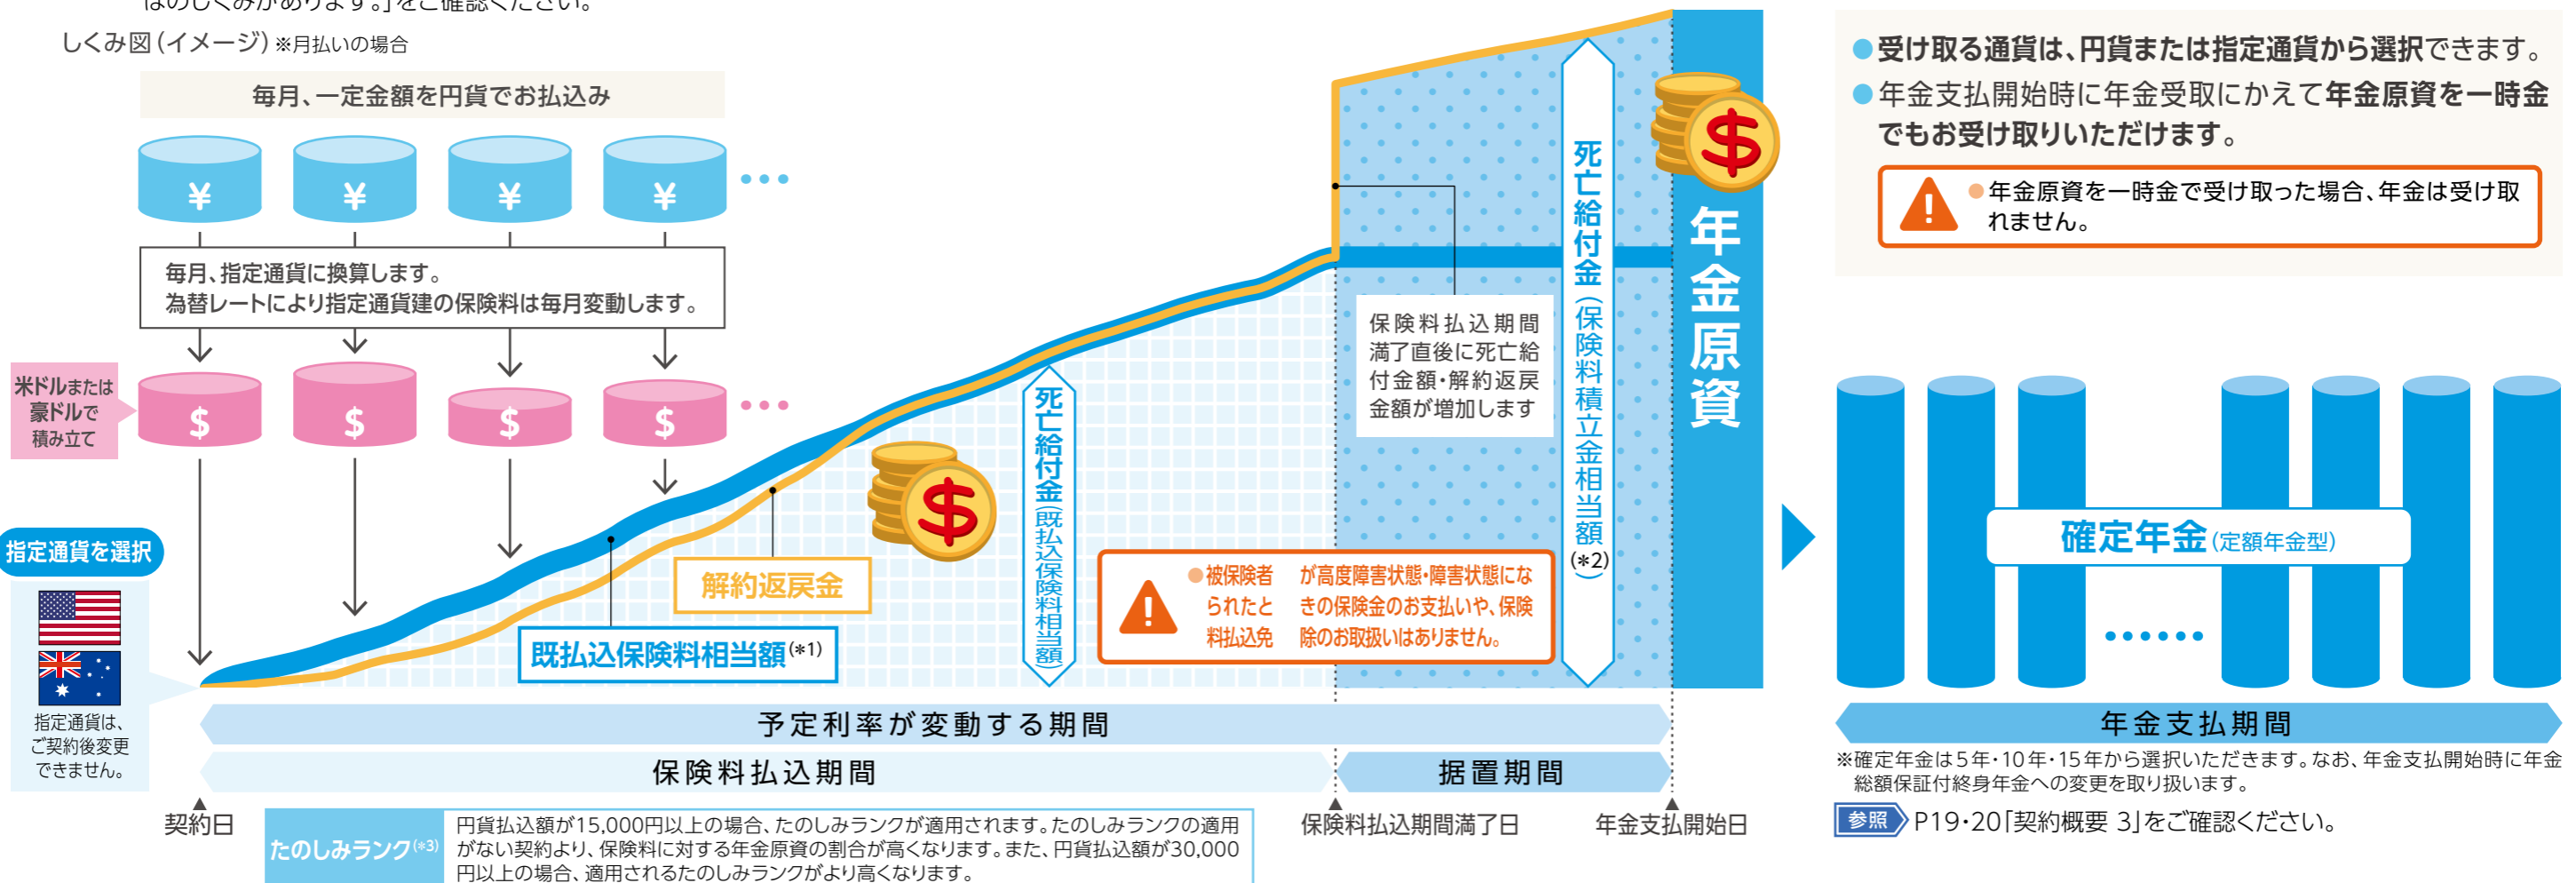 はのしくみがあります。」をご確認ください。
しくみ図（イメージ）※月払いの場合
毎月、一定金額を円貨でお払込み
¥ ¥ ¥ ¥ •••
毎月、指定通貨に換算します。
為替レートにより指定通貨建の保険料は毎月変動します。
米ドルまたは
豪ドルで
積み立て
$ $ $ $ •••
指定通貨を選択
指定通貨は、
ご契約後変更
できません。
解約返戻金
既払込保険料相当額(*1)
$
死亡給付金（既払込保険料相当額）
保険料払込期間
満了直後に死亡給
付金額・解約返戻
金額が増加します
死亡給付金（保険料積立金相当額(*2)）
●被保険者 が高度障害状態・障害状態にな
られたと きの保険金のお支払いや、保険
料払込免 除のお取扱いはありません。
$
年金原資
予定利率が変動する期間
保険料払込期間
据置期間
契約日
保険料払込期間満了日
年金支払開始日
たのしみランク(*3)
円貨払込額が15,000円以上の場合、たのしみランクが適用されます。たのしみランクの適用
がない契約より、保険料に対する年金原資の割合が高くなります。また、円貨払込額が30,000
円以上の場合、適用されるたのしみランクがより高くなります。
●受け取る通貨は、円貨または指定通貨から選択できます。
●年金支払開始時に年金受取にかえて年金原資を一時金
でもお受け取りいただけます。
●年金原資を一時金で受け取った場合、年金は受け取
れません。
確定年金（定額年金型）
••••••
年金支払期間
※確定年金は5年・10年・15年から選択いただきます。なお、年金支払開始時に年金
総額保証付終身年金への変更を取り扱います。
参照 P19・20「契約概要 3」をご確認ください。